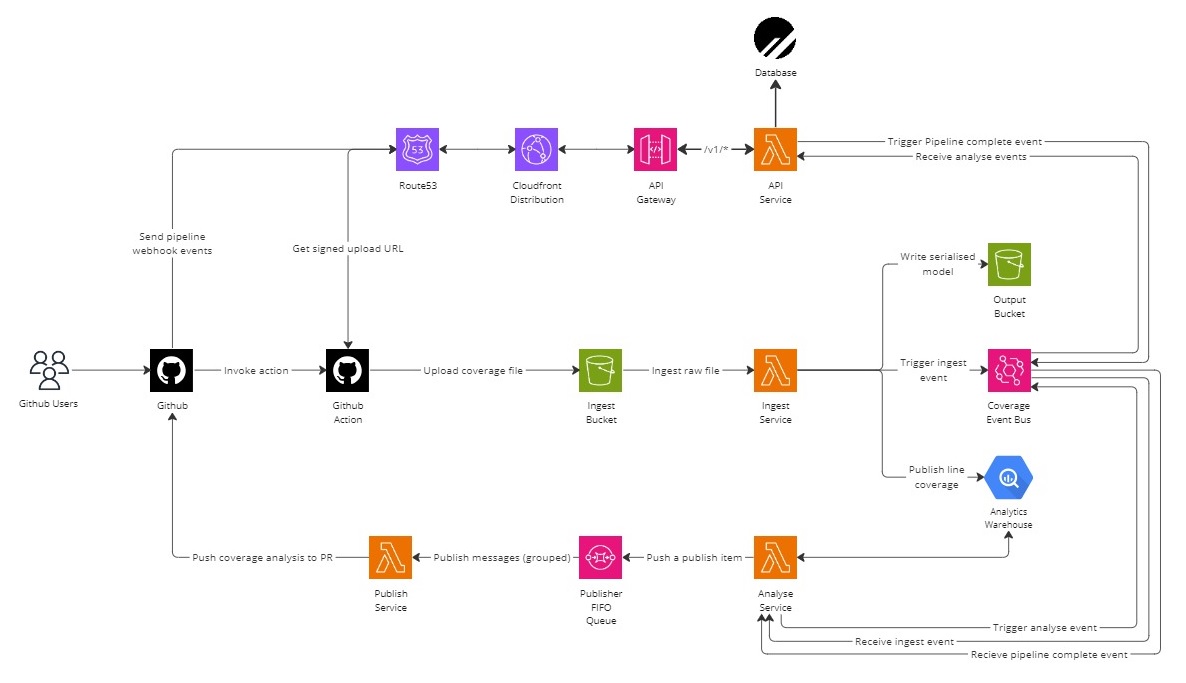 Database
53
/v1/*
Trigger Pipeline complete event
Receive analyse events
Route53
Cloudfront
Distribution
API
Gateway
API
Service
Send pipeline
webhook events
Get signed upload URL
Write serialised
model
Output
Bucket
Github Users
Github
Invoke action
Github
Action
Upload coverage file
Ingest
Bucket
Ingest raw file
Ingest
Service
Trigger ingest
event
Coverage
Event Bus
Publish line
coverage
Analytics
Warehouse
Push coverage analysis to PR
Publish
Service
Publish messages (grouped)
Publisher
FIFO
Queue
Push a publish item
Analyse
Service
Trigger analyse event
Receive ingest event
Recieve pipeline complete event